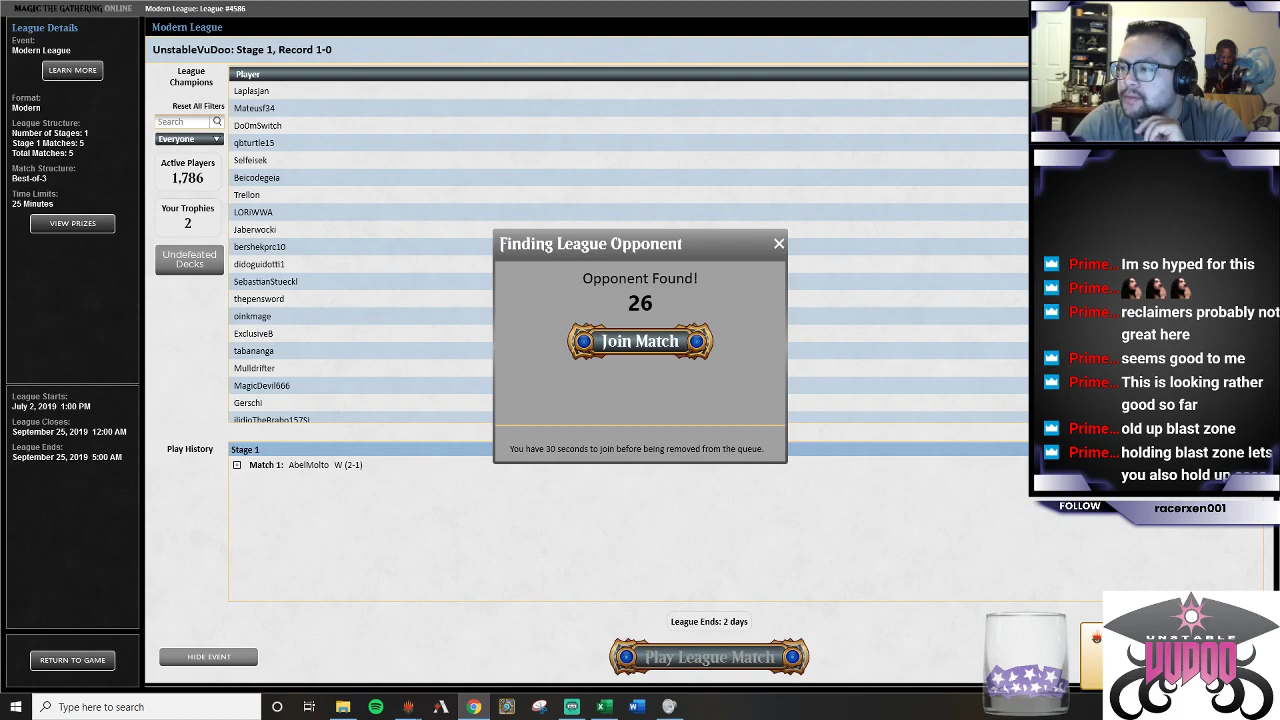 MAGIC THE GATHERING ONLINE
Modern League: League #4586
League Details
Event:
Modern League
LEARN MORE
Format:
Modern
League Structure:
Number of Stages: 1
Stage 1 Matches: 5
Total Matches: 5
Match Structure:
Best-of-3
Time Limits:
25 Minutes
VIEW PRIZES
League Starts:
July 2, 2019 1:00 PM
League Closes:
September 25, 2019 12:00 AM
League Ends:
September 25, 2019 5:00 AM
RETURN TO GAME
Modern League
UnstableVuDoo: Stage 1, Record 1-0
League
Champions
Reset All Filters
Search
Everyone
Active Players
1,786
Your Trophies
2
Undefeated
Decks
Player
LaplasJan
Mateusf34
Do0mSwitch
qbturtle15
Selfeisek
Beicodegeia
Trellon
LORiWWA
Jaberwocki
bershekprc10
didoguidotti1
SebastianStueckl
thepensword
oinkmage
ExclusiveB
tabananga
Mulldrifter
MagicDevil666
Gerschi
Finding League Opponent
Opponent Found!
26
Join Match
You have 30 seconds to join before being removed from the queue.
Play History
Stage 1
Match 1: AbelMolto W (2-1)
League Ends: 2 days
HIDE EVENT
Play League Match
Prime... Im so hyped for this
Prime...
Prime... reclaimers probably not
great here
Prime... seems good to me
Prime... This is looking rather
good so far
Prime... old up blast zone
Prime... holding blast zone lets
you also hold up
FOLLOW
racerxen001
UNSTABLE
VUDOO
Type here to search